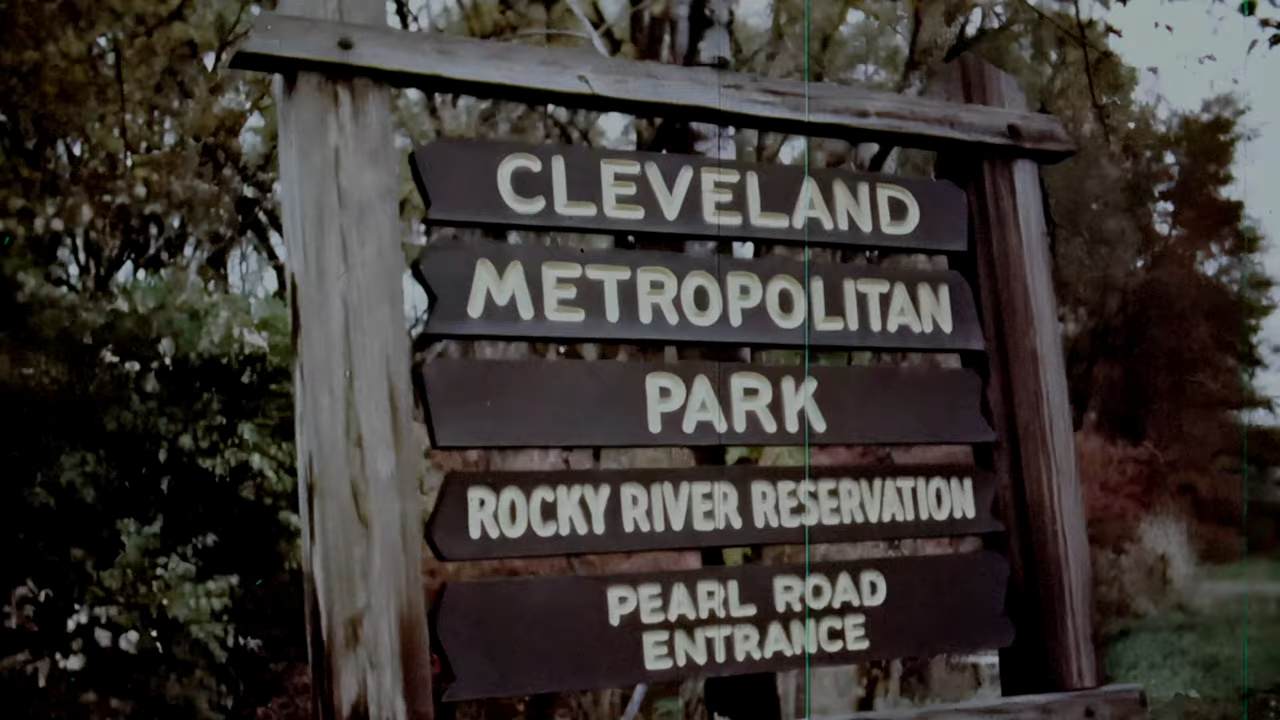 CLEVELAND
METROPOLITAN
PARK
ROCKY RIVER RESERVATION
PEARL ROAD
ENTRANCE